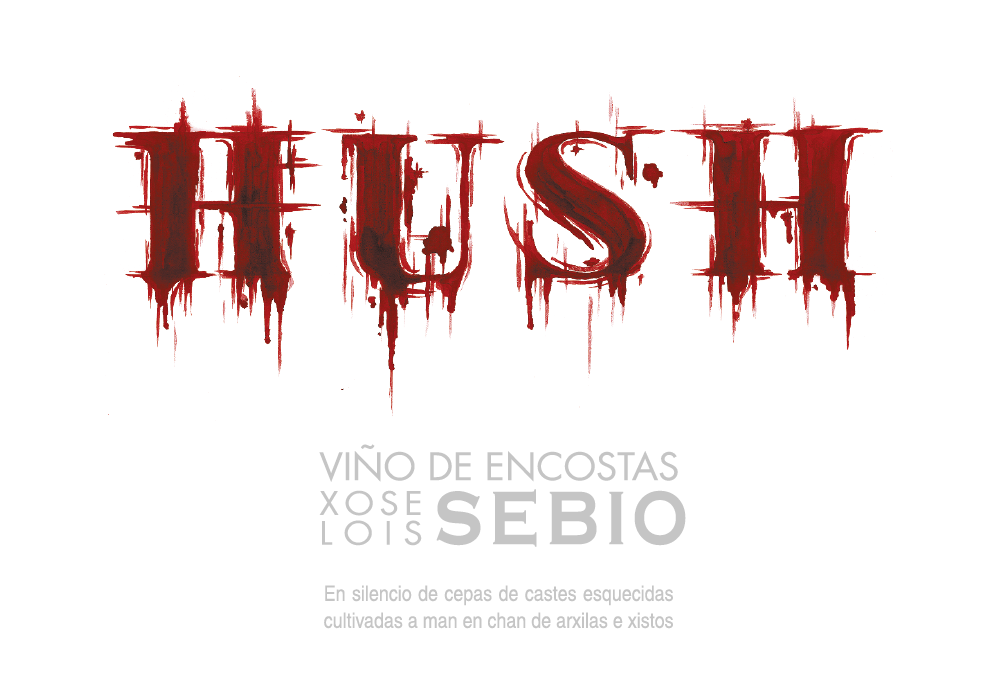 HUSH
VIÑO DE ENCOSTAS
XOSE LOIS SEBIO
En silencio de cepas de castes esquecidas
cultivadas a man en chan de arxilas e xistos